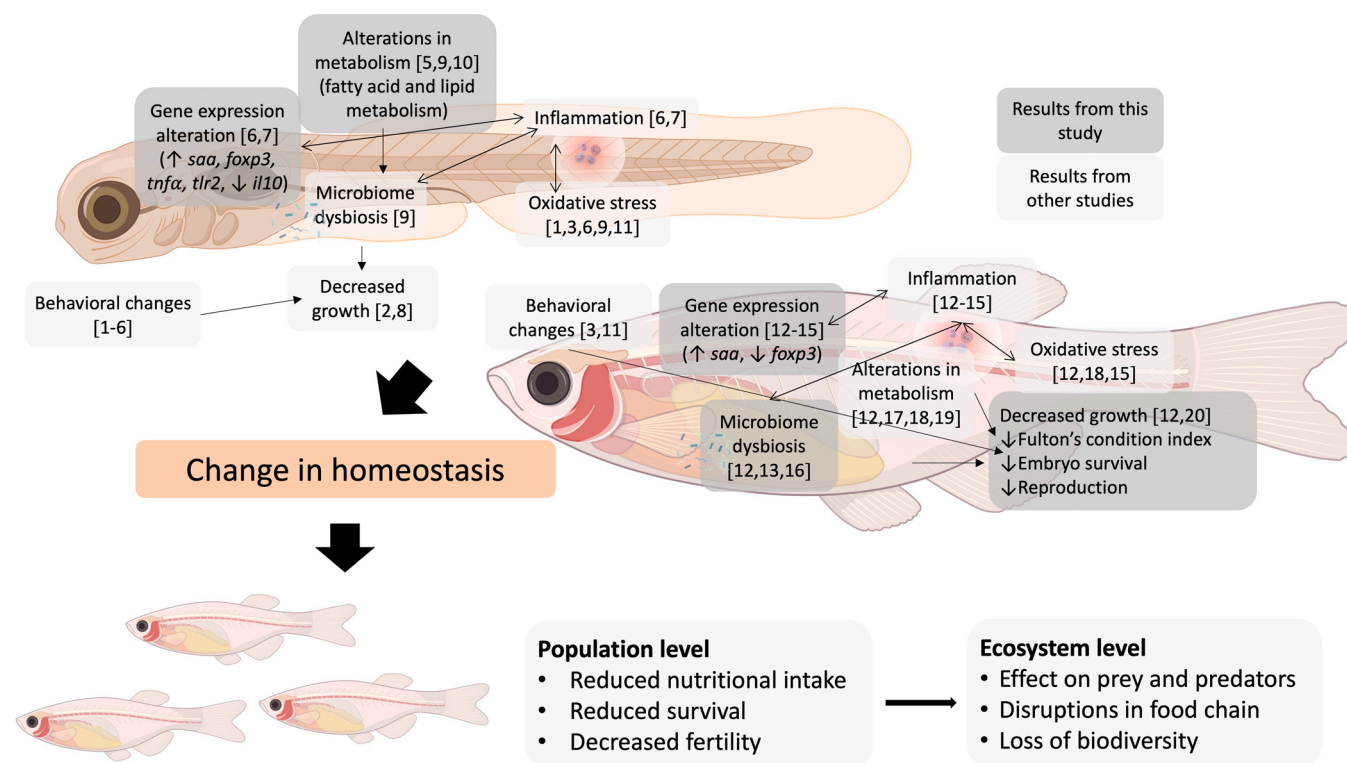 Alterations in
metabolism [5,9,10]
(fatty acid and lipid
metabolism)
Gene expression
alteration [6,7]
(↑ saa, foxp3,
tnfα, tlr2, ↓ il10)
Inflammation [6,7]
Microbiome
dysbiosis [9]
Oxidative stress
[1,3,6,9,11]
Behavioral changes
[1-6]
Decreased
growth [2,8]
Results from this
study
Results from
other studies
Behavioral
changes [3,11]
Gene expression
alteration [12-15]
(↑ saa, ↓ foxp3)
Inflammation
[12-15]
Oxidative stress
[12,18,15]
Alterations in
metabolism
[12,17,18,19]
Microbiome
dysbiosis
[12,13,16]
Decreased growth [12,20]
↓Fulton's condition index
↓Embryo survival
↓Reproduction
Change in homeostasis
Population level
• Reduced nutritional intake
• Reduced survival
• Decreased fertility
Ecosystem level
• Effect on prey and predators
• Disruptions in food chain
• Loss of biodiversity